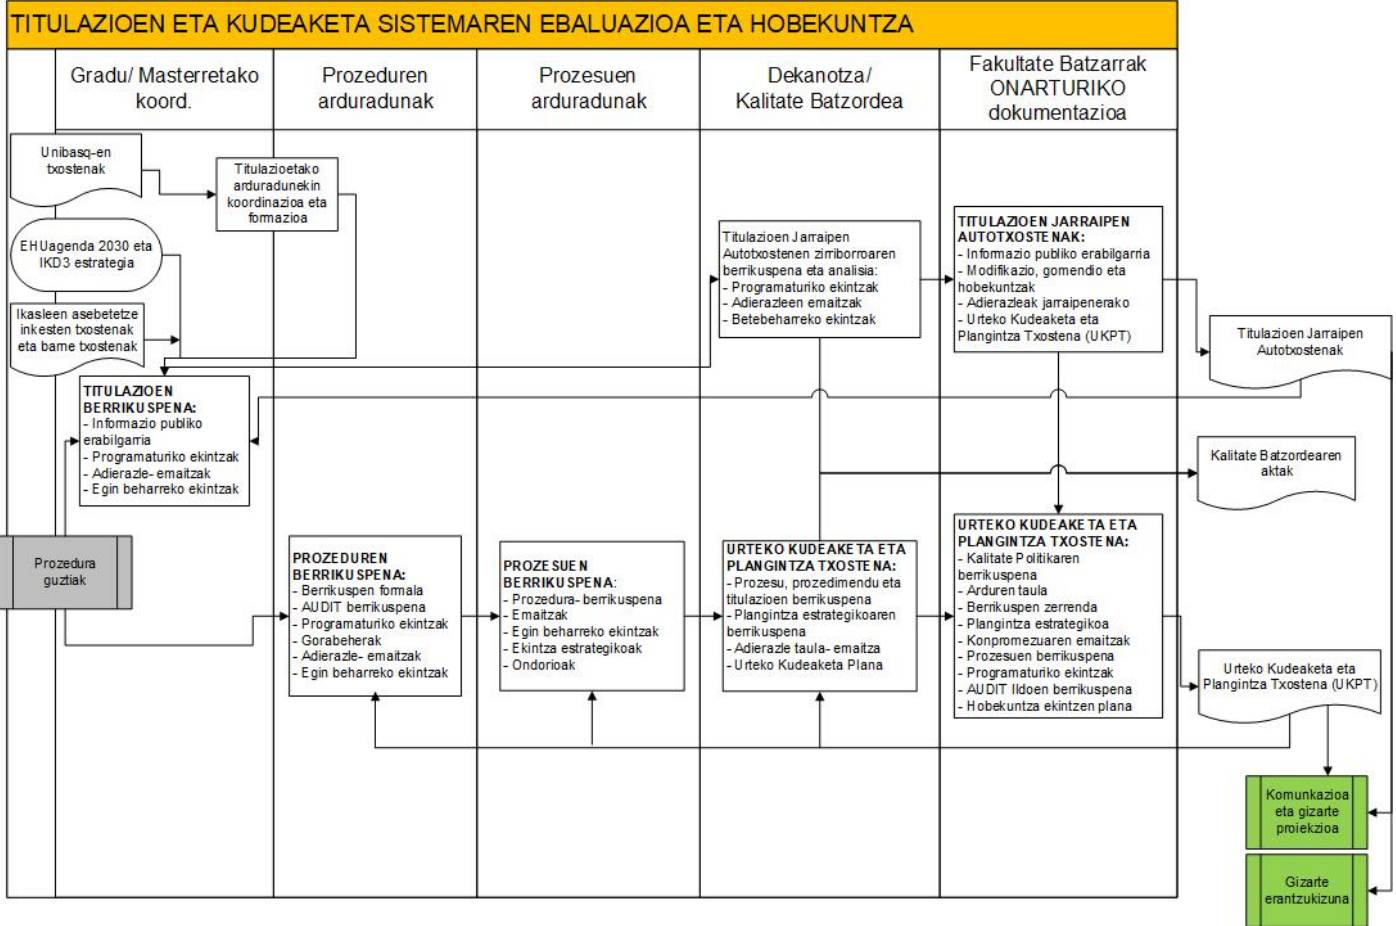 TITULAZIOEN ETA KUDEAKETA SISTEMAREN EBALUAZIOA ETA HOBEKUNTZA
Gradu/ Masterretako
koord.
Prozeduren
arduradunak
Prozesuen
arduradunak
Dekanotza/
Kalitate Batzordea
Fakultate Batzarrak
ONARTURIKO
dokumentazioa
Unibasq-en
txostenak
Titulazioetako
arduradunekin
koordinazioa eta
formazioa
EHUagenda 2030 eta
IKD3 estrategia
Ikasleen asebetetze
inkesten txostenak
eta barne txostenak
TITULAZIOEN
BERRIKUSPENA:
- Informazio publiko
erabilgarria
- Programaturiko ekintzak
- Adierazle- emaitzak
- Egin beharreko ekintzak
Titulazioen Jarraipen
Autotxostenen zirriborroaren
berrikuspena eta analisia:
- Programaturiko ekintzak
- Adierazleen emaitzak
- Betebeharreko ekintzak
TITULAZIOEN JARRAIPEN
AUTOTXOSTENAK:
- Informazio publiko erabilgarria
- Modifikazio, gomendio eta
hobekuntzak
- Adierazleak jarraipenerako
- Urteko Kudeaketa eta
Plangintza Txostena (UKPT)
Titulazioen Jarraipen
Autotxostenak
Kalitate Batzordearen
aktak
Prozedura
guztiak
PROZEDUREN
BERRIKUSPENA:
- Berrikuspen formala
- AUDIT berrikuspena
- Programaturiko ekintzak
- Gorabeherak
- Adierazle- emaitzak
- Egin beharreko ekintzak
PROZESUEN
BERRIKUSPENA:
- Prozedura- berrikuspena
- Emaitzak
- Egin beharreko ekintzak
- Ekintza estrategikoak
- Ondorioak
URTEKO KUDEAKETA ETA
PLANGINTZA TXOSTENA:
- Prozesu, prozedimendu eta
titulazioen berrikuspena
- Plangintza estrategikoaren
berrikuspena
- Adierazle taula- emaitza
- Urteko Kudeaketa Plana
URTEKO KUDEAKETA ETA
PLANGINTZA TXOSTENA:
- Kalitate Politikaren
berrikuspena
- Arduren taula
- Berrikuspen zerrenda
- Plangintza estrategikoa
- Konpromezuaren emaitzak
- Prozesuen berrikuspena
- Programaturiko ekintzak
- AUDIT Ildoen berrikuspena
- Hobekuntza ekintzen plana
Urteko Kudeaketa eta
Plangintza Txostena (UKPT)
Komunkazioa
eta gizarte
proiekzioa
Gizarte
erantzukizuna